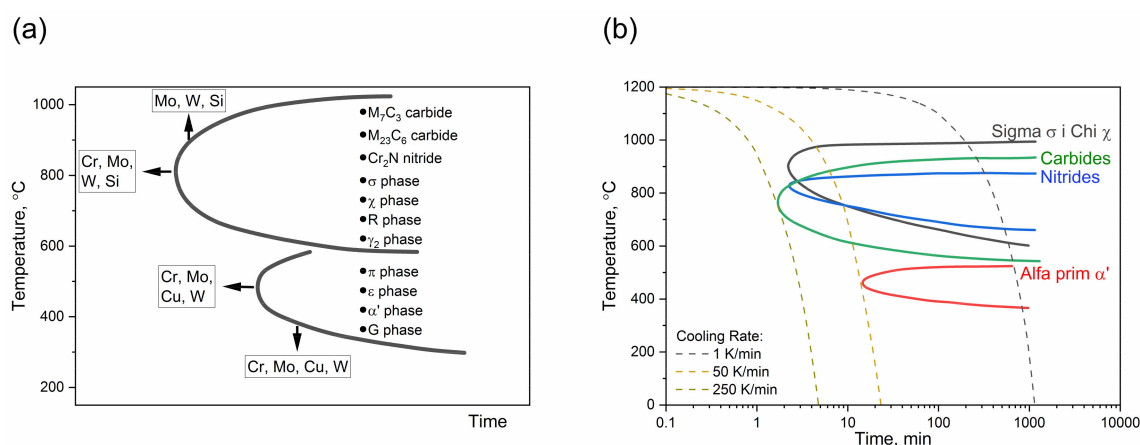 (a)
Temperature, °C
1000
800
600
400
200
Mo, W, Si
Cr, Mo,
W, Si
Cr, Mo,
Cu, W
Cr, Mo, Cu, W
M₇C₃ carbide
M₂₃C₆ carbide
Cr₂N nitride
σ phase
χ phase
R phase
γ₂ phase
π phase
ε phase
α' phase
G phase
Time
(b)
Temperature, °C
1200
1000
800
600
400
200
0
Sigma σ i Chi χ
Carbides
Nitrides
Alfa prim α'
Cooling Rate:
1 K/min
50 K/min
250 K/min
0.1 1 10 100 1000 10000
Time, min